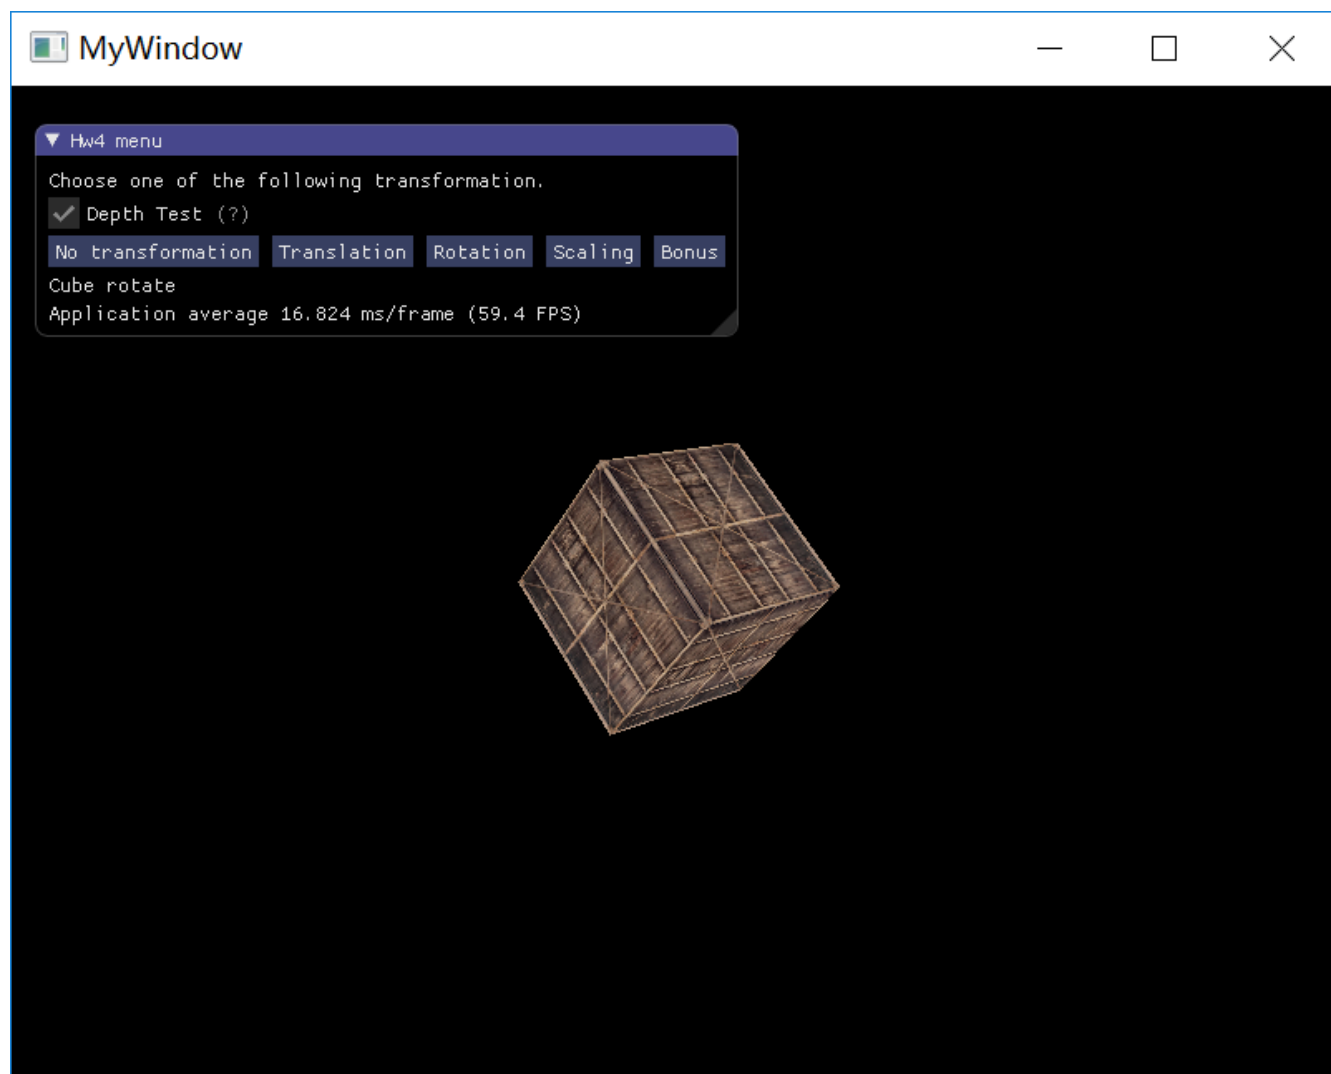 MyWindow
Hw4 menu
Choose one of the following transformation.
Depth Test (?)
No transformation Translation Rotation Scaling Bonus
Cube rotate
Application average 16.824 ms/frame (59.4 FPS)